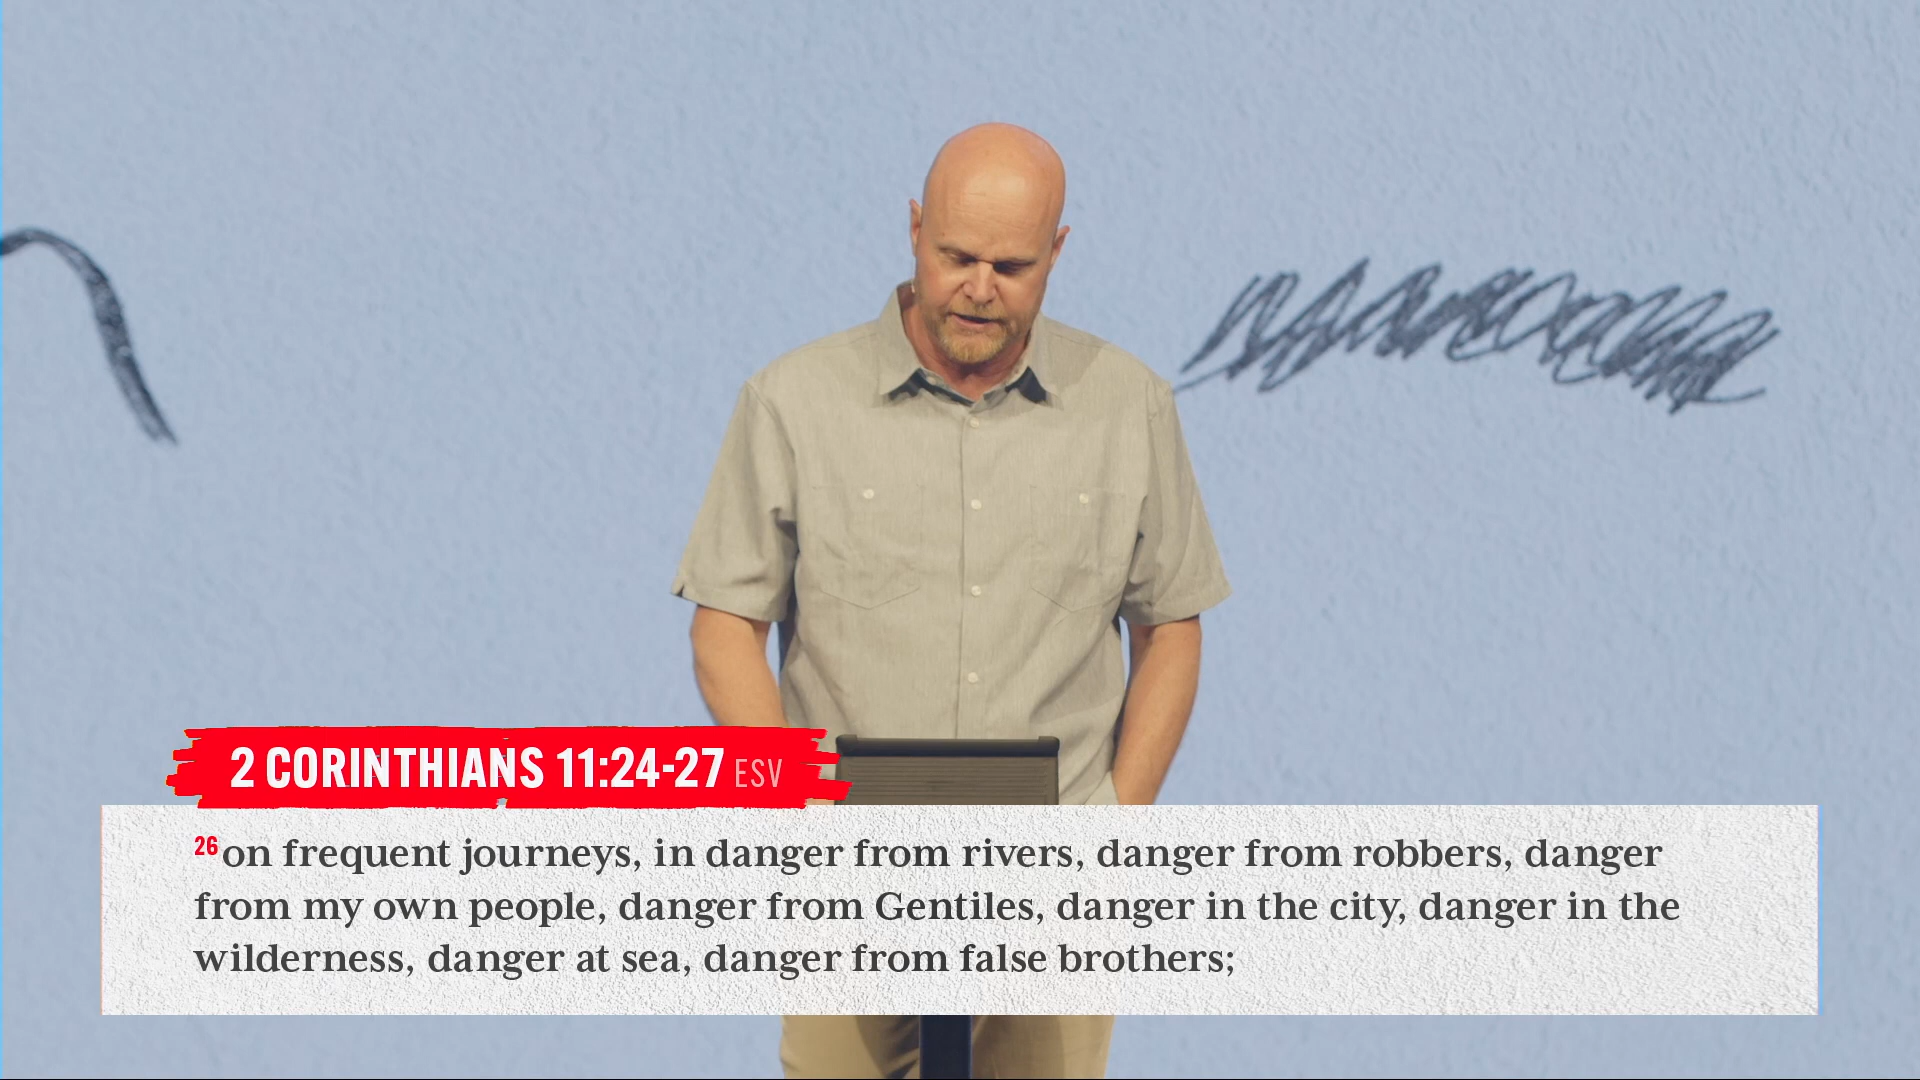 2 CORINTHIANS 11:24-27 ESV
26 on frequent journeys, in danger from rivers, danger from robbers, danger
from my own people, danger from Gentiles, danger in the city, danger in the
wilderness, danger at sea, danger from false brothers;